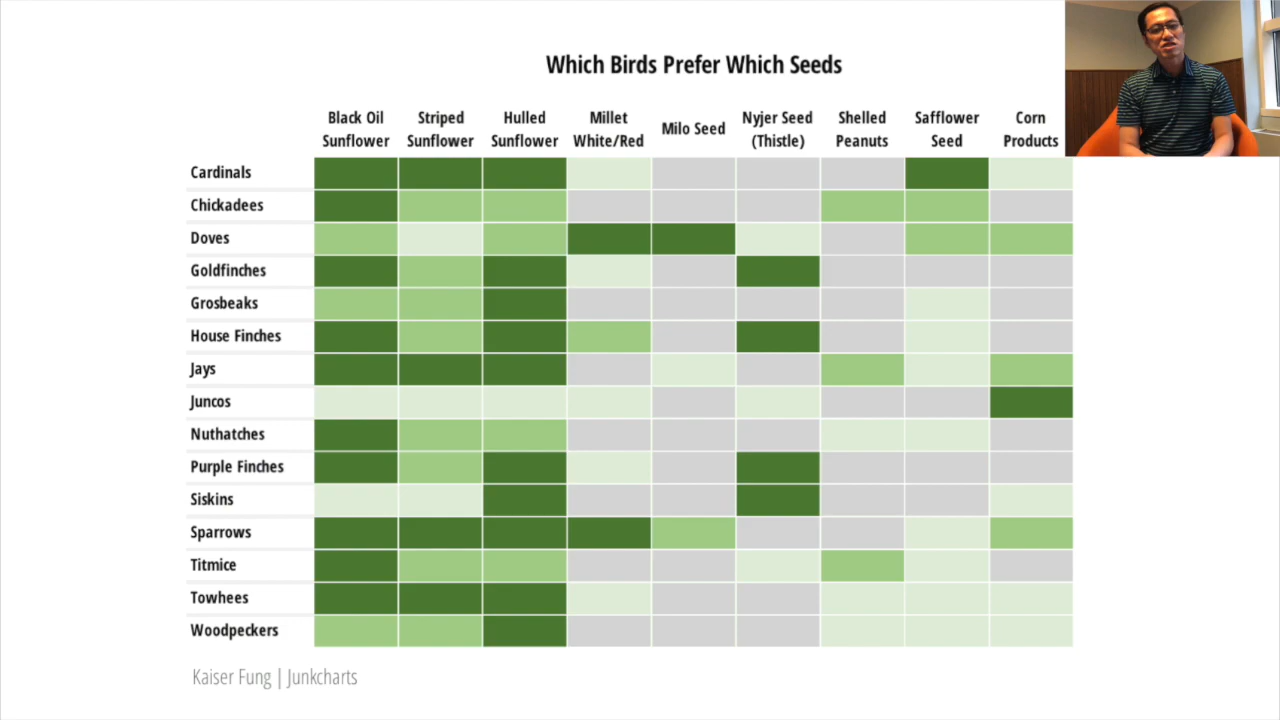 Which Birds Prefer Which Seeds
Black Oil Sunflower
Striped Sunflower
Hulled Sunflower
Millet White/Red
Milo Seed
Nyjer Seed (Thistle)
Shelled Peanuts
Safflower Seed
Corn Products
Cardinals
Chickadees
Doves
Goldfinches
Grosbeaks
House Finches
Jays
Juncos
Nuthatches
Purple Finches
Siskins
Sparrows
Titmice
Towhees
Woodpeckers
Kaiser Fung | Junkcharts